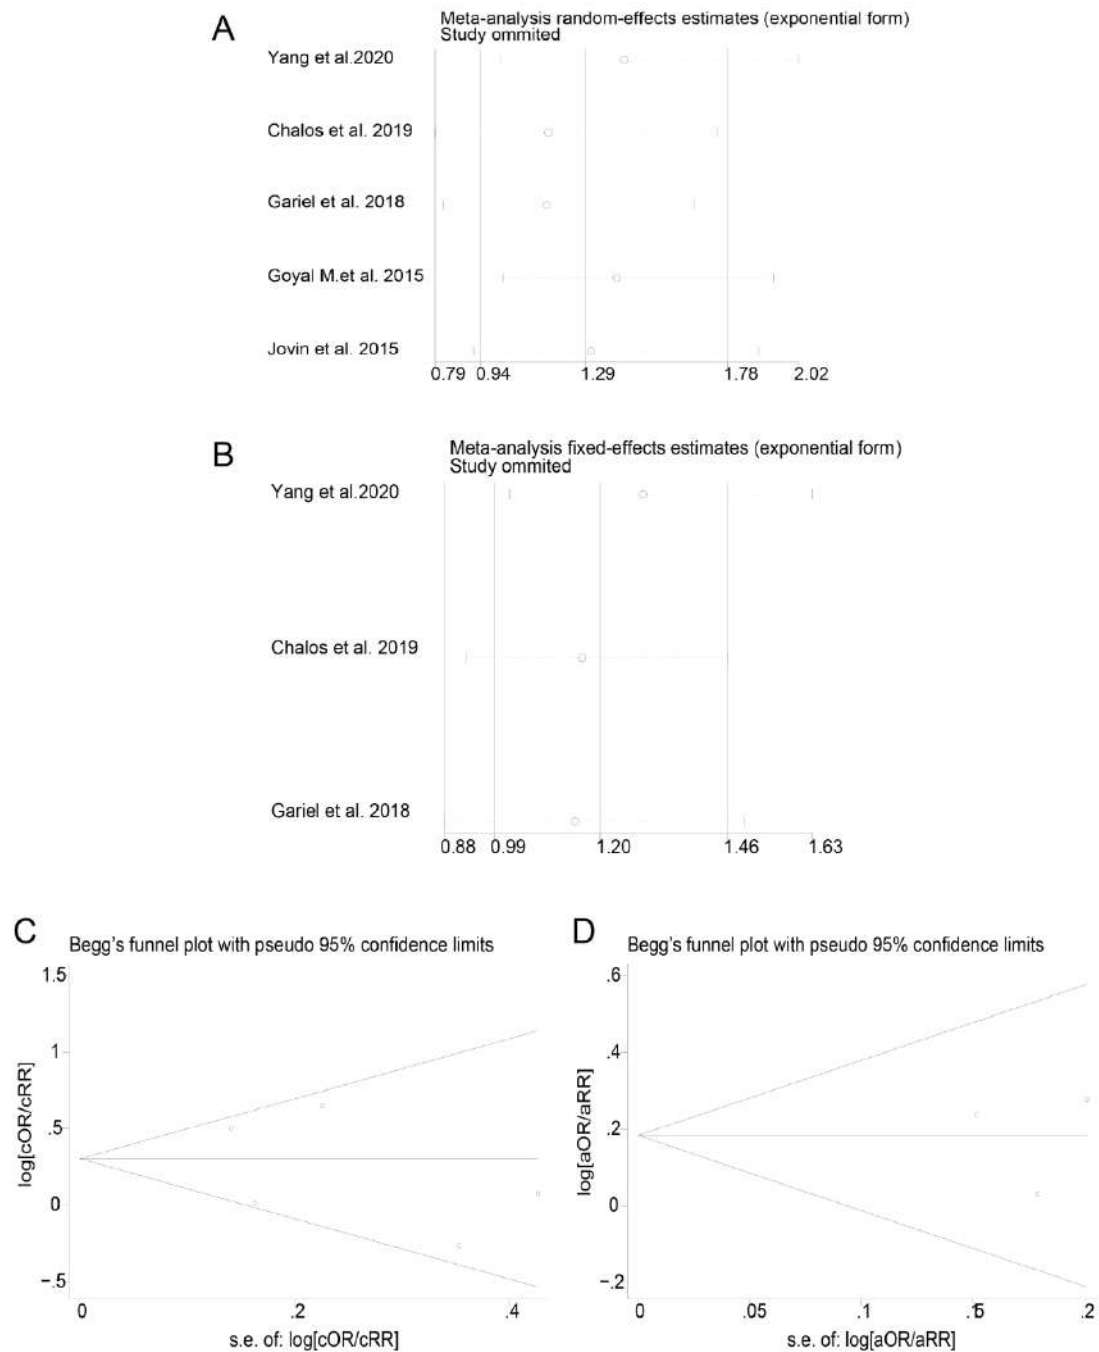 A
Meta-analysis random-effects estimates (exponential form)
Study ommited
Yang et al.2020
Chalos et al. 2019
Gariel et al. 2018
Goyal M.et al. 2015
Jovin et al. 2015
0.79 0.94 1.29 1.78 2.02
B
Meta-analysis fixed-effects estimates (exponential form)
Study ommited
Yang et al.2020
Chalos et al. 2019
Gariel et al. 2018
0.88 0.99 1.20 1.46 1.63
C
Begg's funnel plot with pseudo 95% confidence limits
1.5
1
.5
0
-.5
log[cOR/cRR]
0 .2 .4
s.e. of: log[cOR/cRR]
D
Begg's funnel plot with pseudo 95% confidence limits
.6
.4
.2
0
-.2
log[aOR/aRR]
0 .05 .1 .15 .2
s.e. of: log[aOR/aRR]